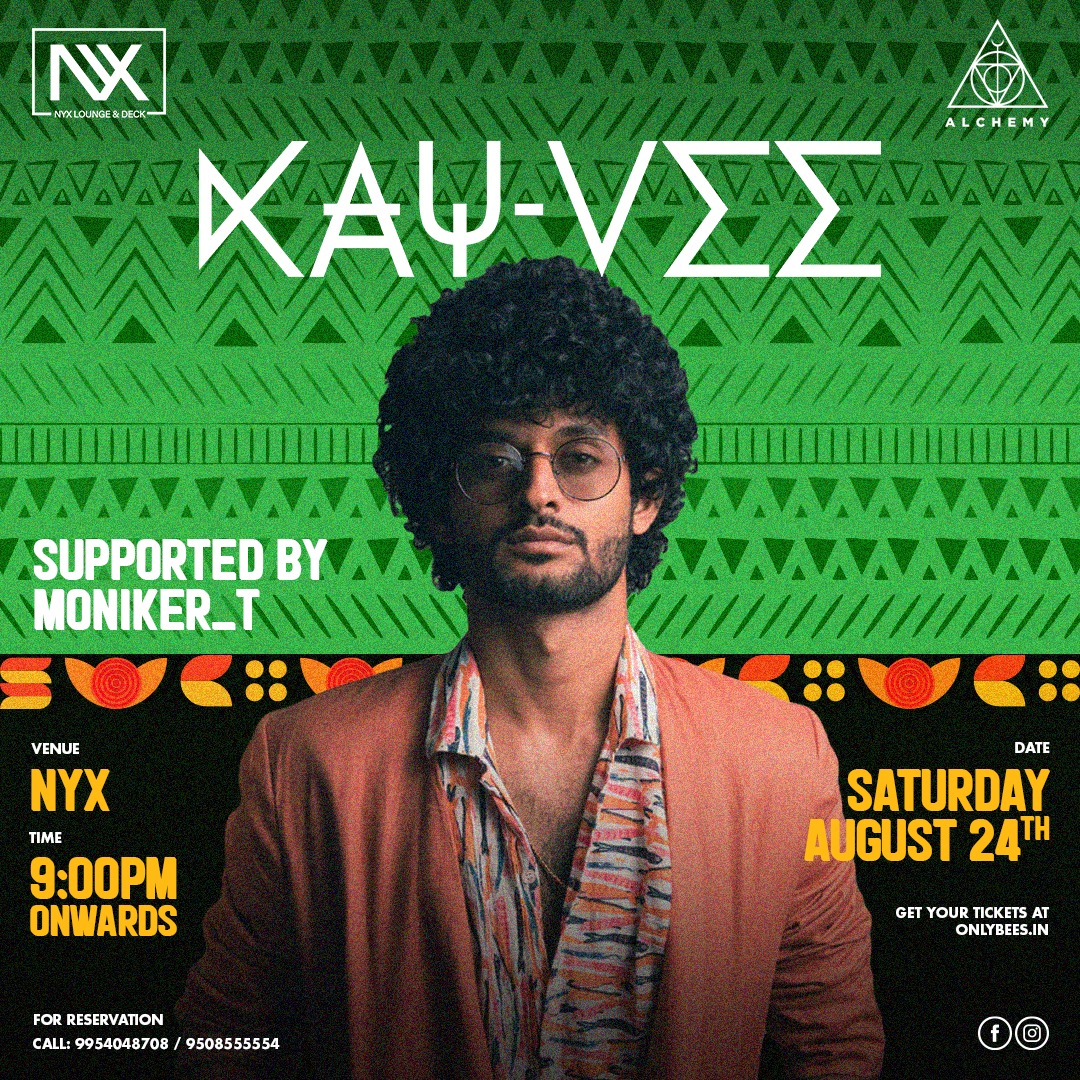 NYX
NYX LOUNGE & DECK
ALCHEMY
KAY-VEE
SUPPORTED BY
MONIKER_T
VENUE
NYX
TIME
9:00PM
ONWARDS
DATE
SATURDAY
AUGUST 24TH
GET YOUR TICKETS AT
ONLYBEES.IN
FOR RESERVATION
CALL: 9954048708 / 9508555554